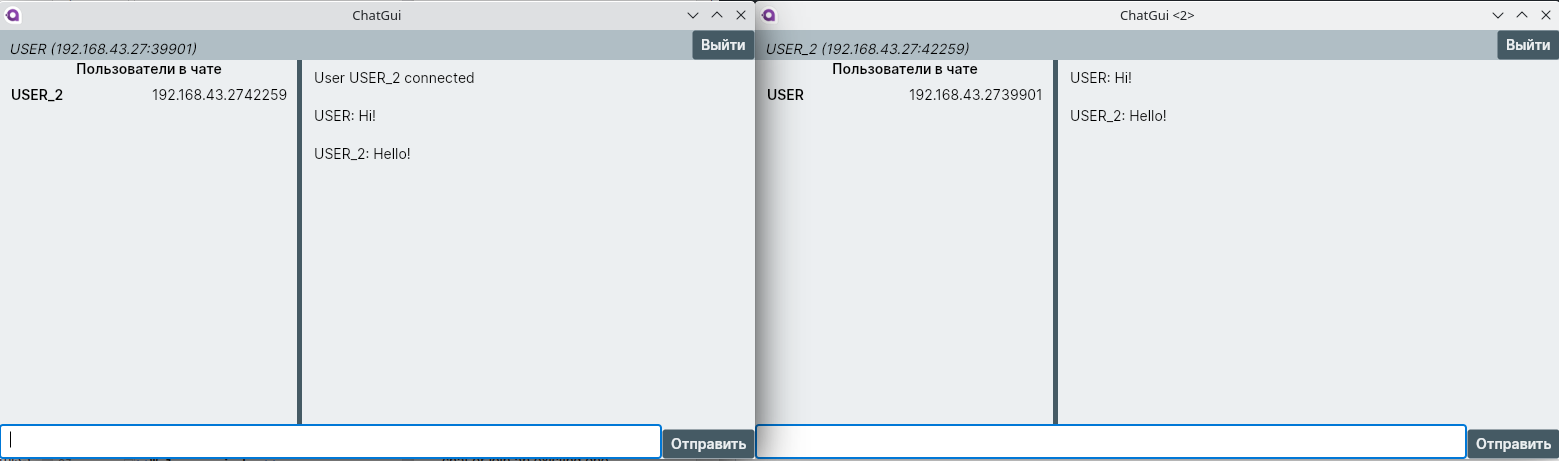 ChatGui
USER (192.168.43.27:39901)
Выйти
Пользователи в чате
USER_2 192.168.43.2742259
User USER_2 connected
USER: Hi!
USER_2: Hello!
Отправить
ChatGui <2>
USER_2 (192.168.43.27:42259)
Выйти
Пользователи в чате
USER 192.168.43.2739901
USER: Hi!
USER_2: Hello!
Отправить